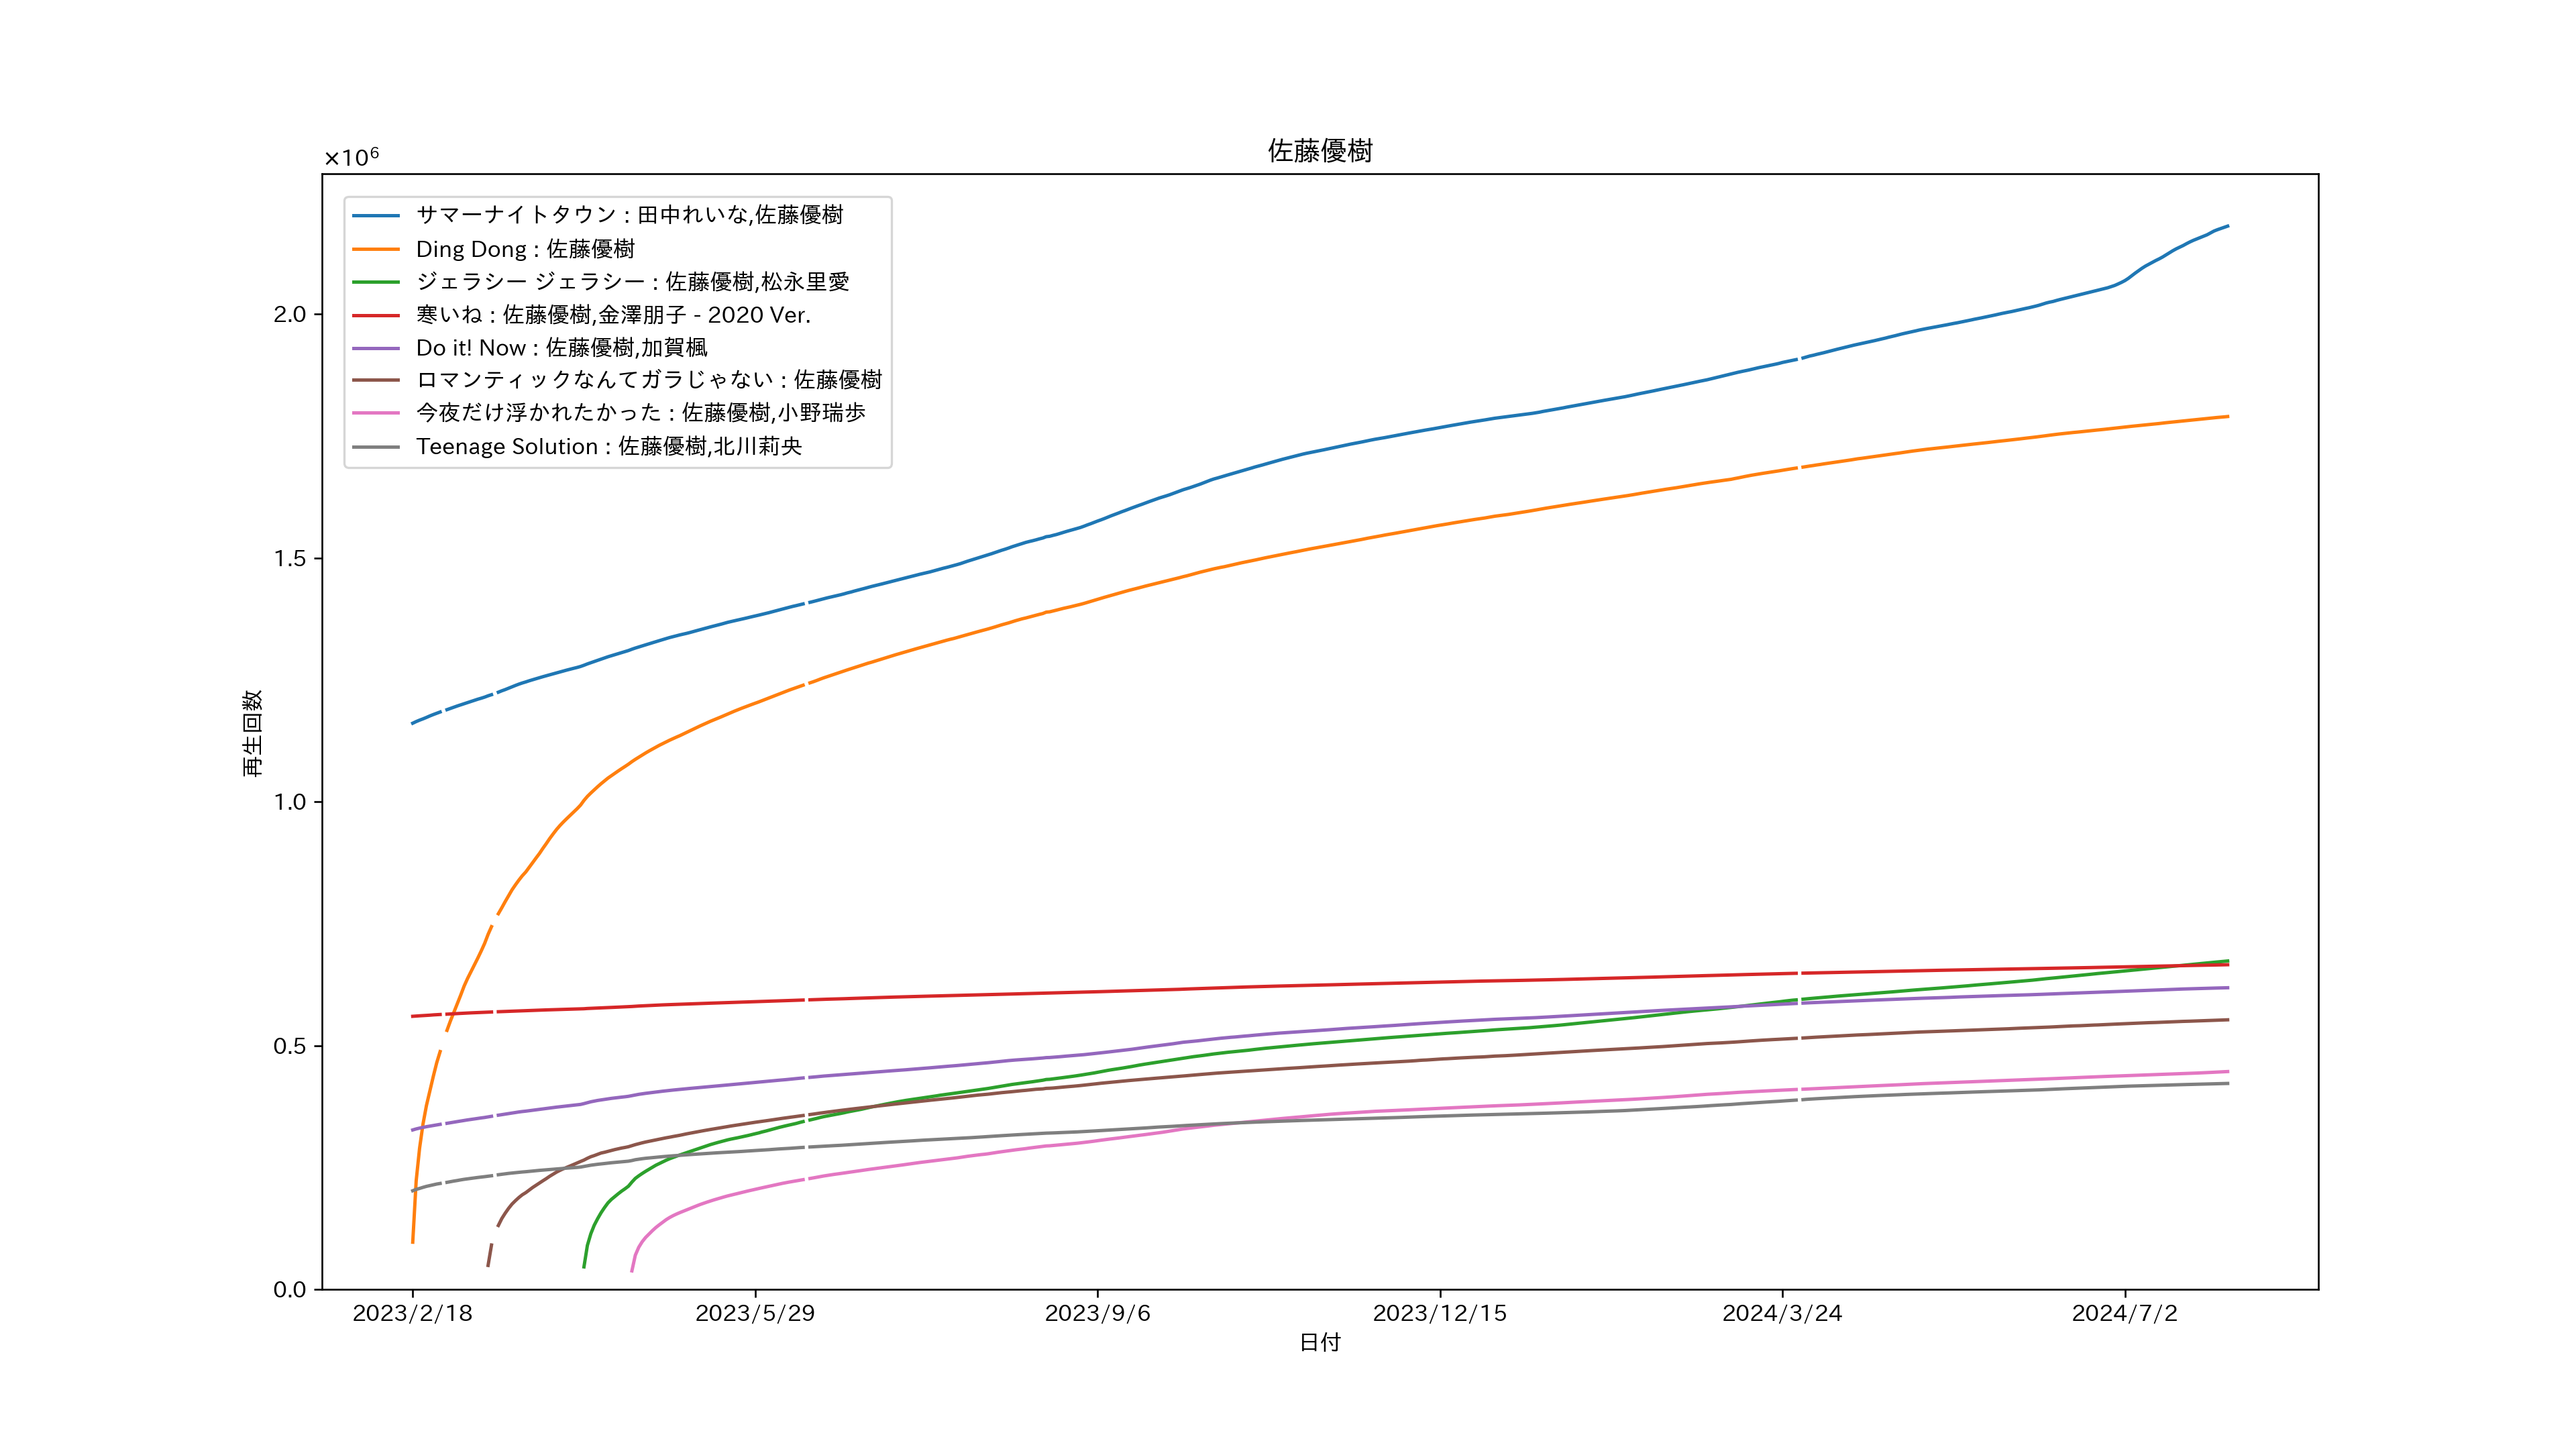 佐藤優樹
×10⁶
サマーナイトタウン : 田中れいな,佐藤優樹
Ding Dong : 佐藤優樹
ジェラシー ジェラシー : 佐藤優樹,松永里愛
寒いね : 佐藤優樹,金澤朋子 - 2020 Ver.
Do it! Now : 佐藤優樹,加賀楓
ロマンティックなんてガラじゃない : 佐藤優樹
今夜だけ浮かれたかった : 佐藤優樹,小野瑞歩
Teenage Solution : 佐藤優樹,北川莉央
2.0
1.5
1.0
0.5
0.0
再生回数
2023/2/18
2023/5/29
2023/9/6
2023/12/15
2024/3/24
2024/7/2
日付